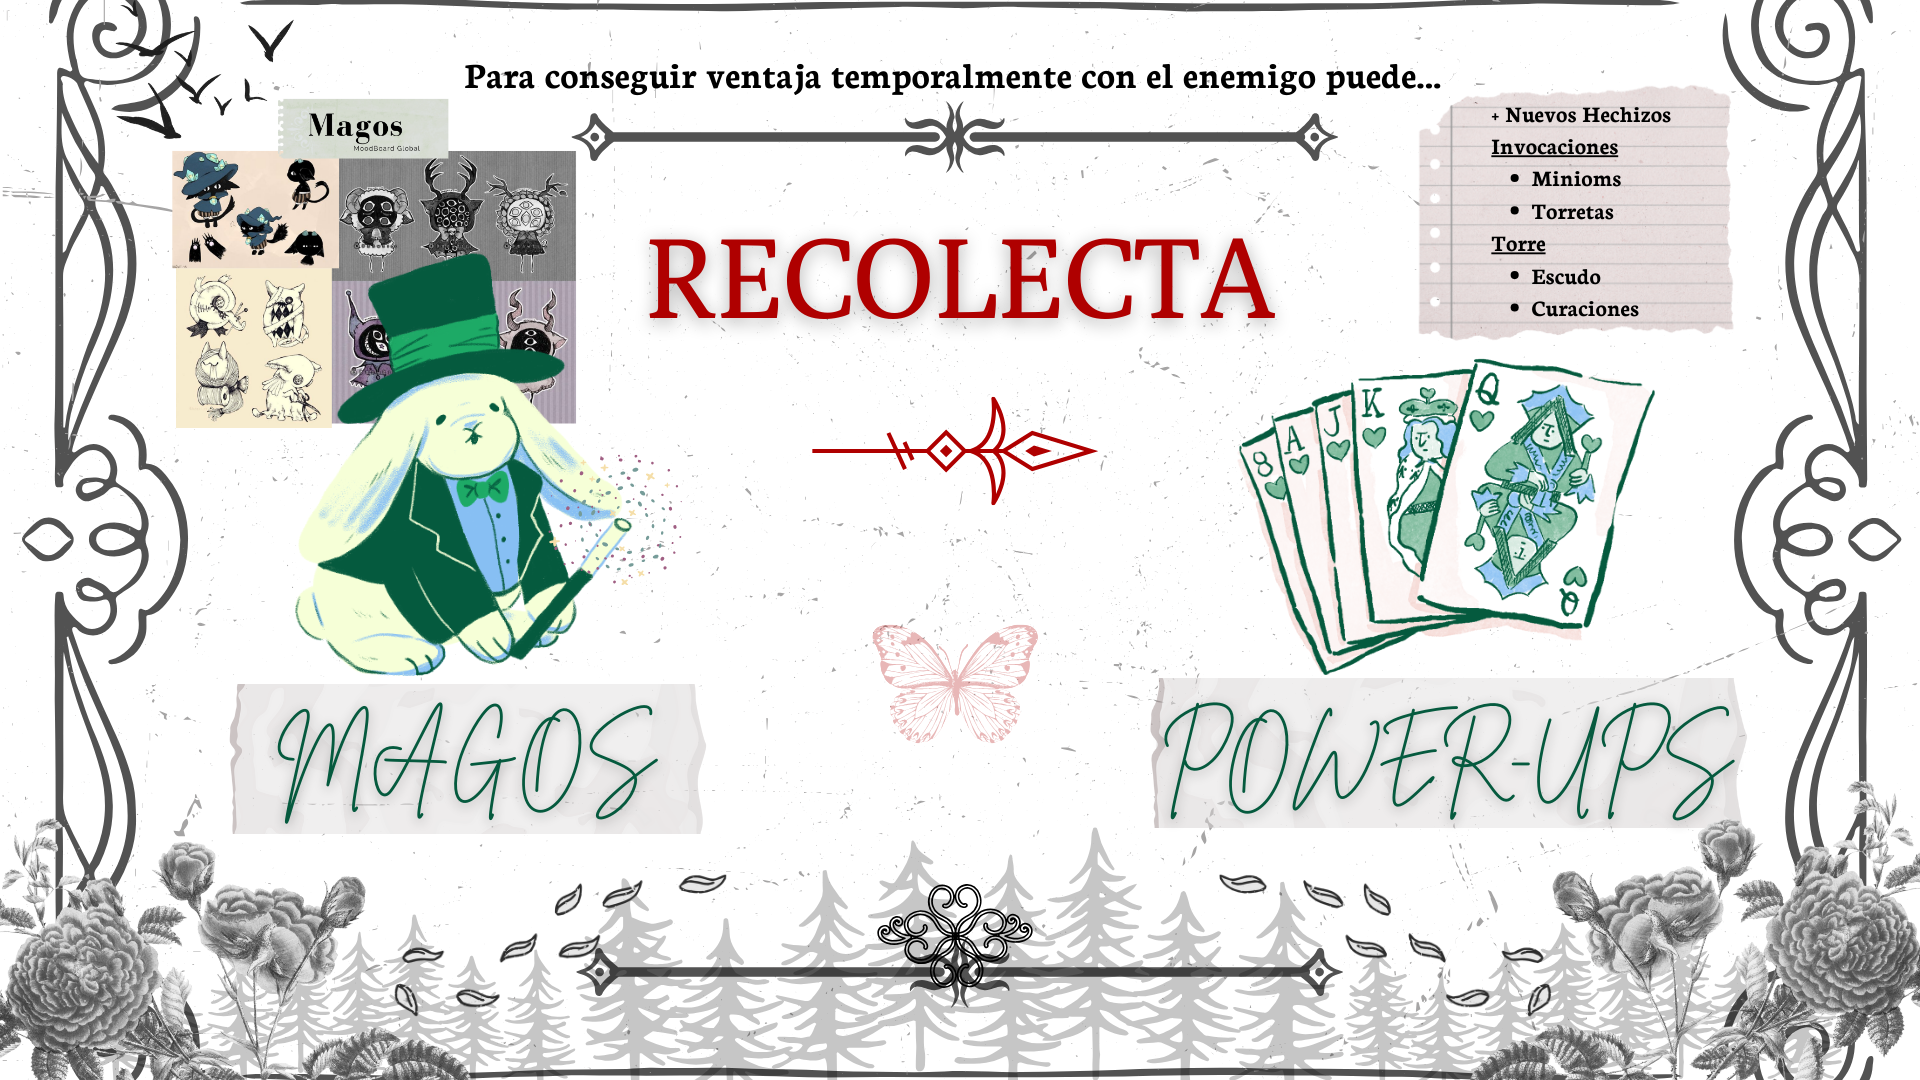 Para conseguir ventaja temporalmente con el enemigo puede...
Magos
MoodBoard Global
+ Nuevos Hechizos
Invocaciones
• Minioms
• Torretas
Torre
• Escudo
• Curaciones
RECOLECTA
8
A
J
K
Q
Q
MAGOS
POWER-UPS